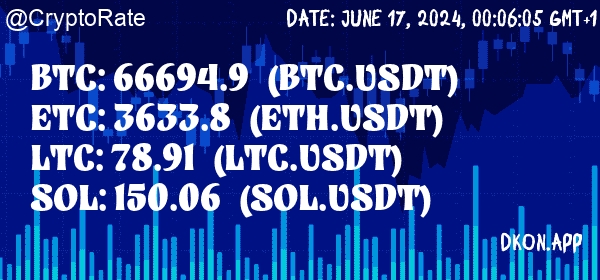 @CryptoRate
DATE: JUNE 17, 2024, 00:06:05 GMT+1
BTC: 66694.9 (BTC.USDT)
ETC: 3633.8 (ETH.USDT)
LTC: 78.91 (LTC.USDT)
SOL: 150.06 (SOL.USDT)
DKON.APP